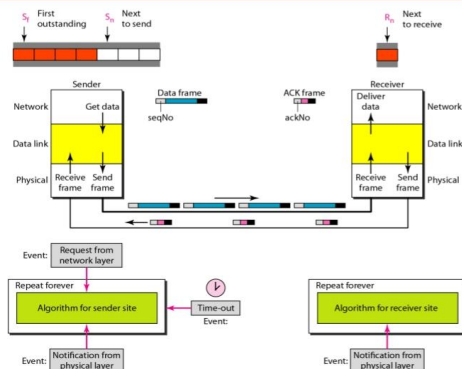 Sf First outstanding
Sn Next to send
Rn Next to receive
Sender
Receiver
Network
Get data
Data frame
seqNo
ACK frame
ackNo
Deliver data
Network
Data link
Data link
Physical
Receive frame
Send frame
Receive frame
Send frame
Physical
Event:
Request from network layer
Repeat forever
Algorithm for sender site
Time-out
Event:
Repeat forever
Algorithm for receiver site
Event:
Notification from physical layer
Event:
Notification from physical layer